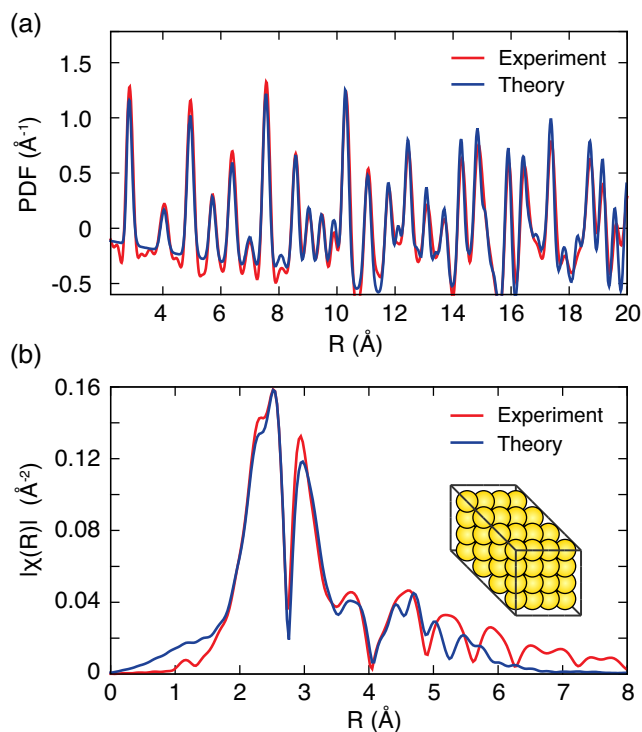 (a)
1.5
1.0
0.5
0
-0.5
PDF (Å⁻¹)
Experiment
Theory
4 6 8 10 12 14 16 18 20
R (Å)
(b)
0.16
0.12
0.08
0.04
0
|χ(R)| (Å⁻²)
Experiment
Theory
0 1 2 3 4 5 6 7 8
R (Å)